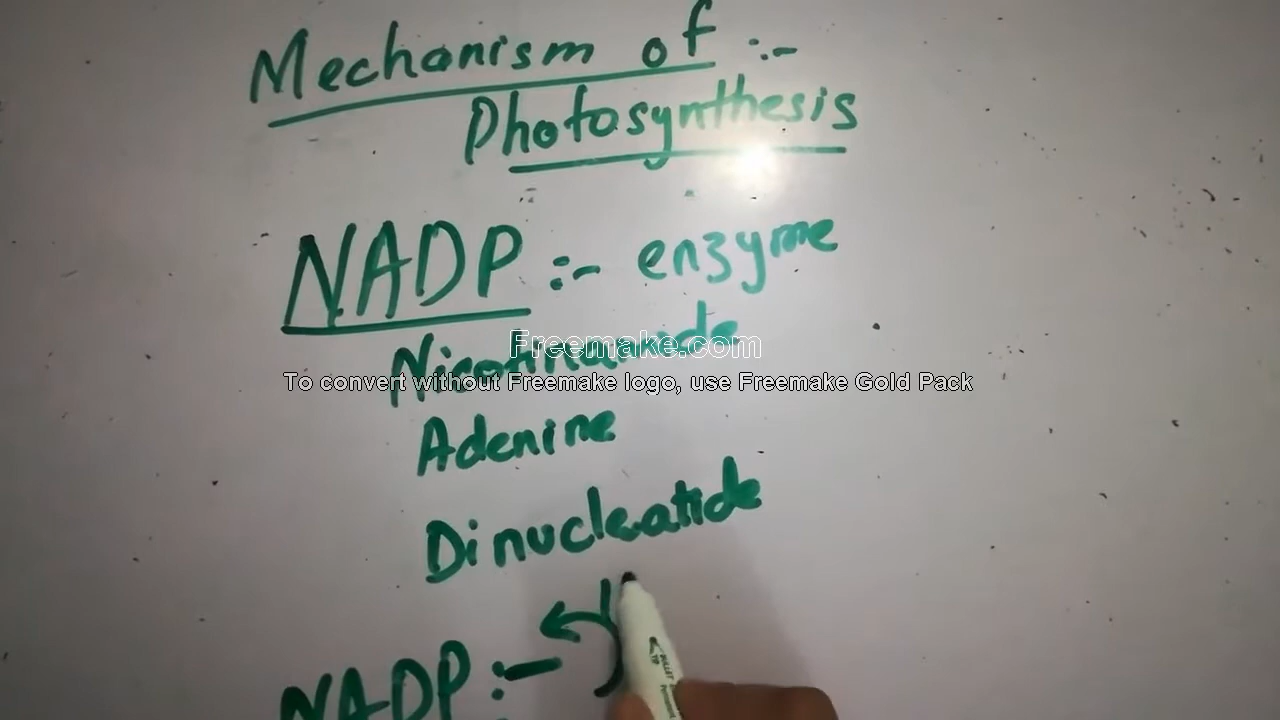 Mechanism of :-
Photosynthesis
NADP :- enzyme
Nicotinamide
Freemake.com
To convert without Freemake logo, use Freemake Gold Pack
Adenine
Dinucleatide
NADP :-